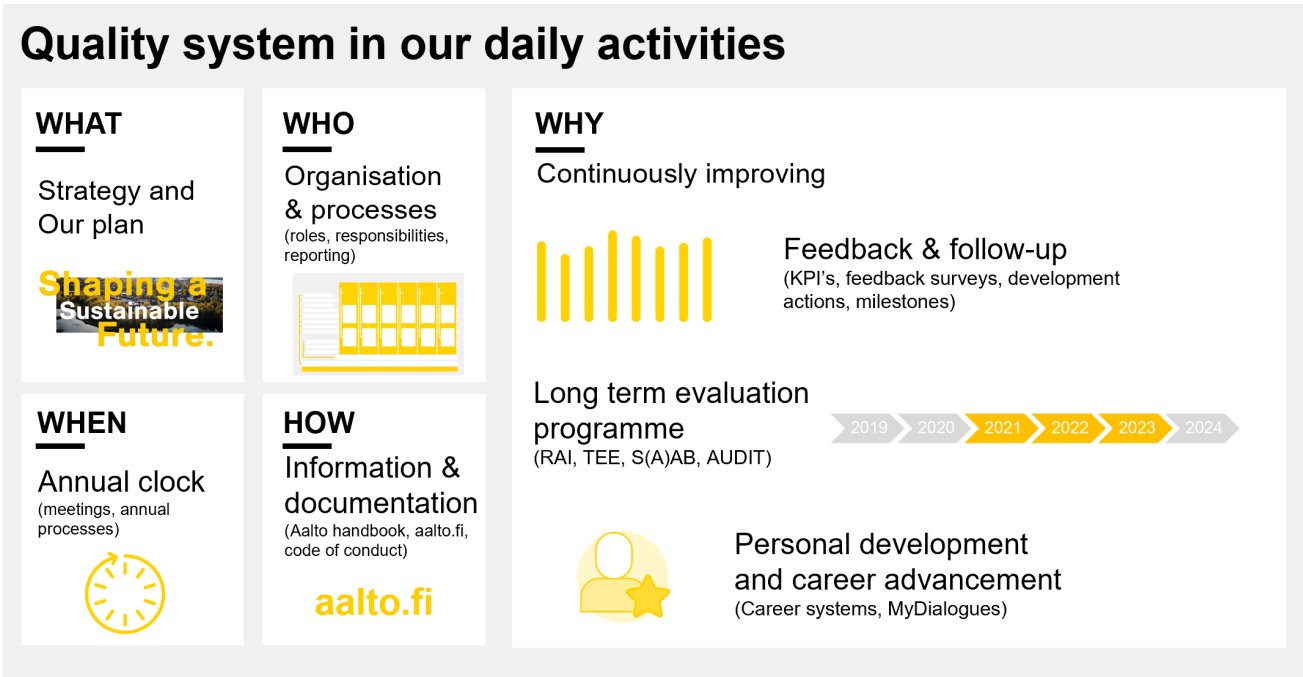 Quality system in our daily activities
WHAT
Strategy and
Our plan
Shaping a
Sustainable
Future.
WHO
Organisation
& processes
(roles, responsibilities,
reporting)
WHEN
Annual clock
(meetings, annual
processes)
HOW
Information &
documentation
(Aalto handbook, aalto.fi,
code of conduct)
aalto.fi
WHY
Continuously improving
Feedback & follow-up
(KPI’s, feedback surveys, development
actions, milestones)
Long term evaluation
programme
(RAI, TEE, S(A)AB, AUDIT)
2019 2020 2021 2022 2023 2024
Personal development
and career advancement
(Career systems, MyDialogues)